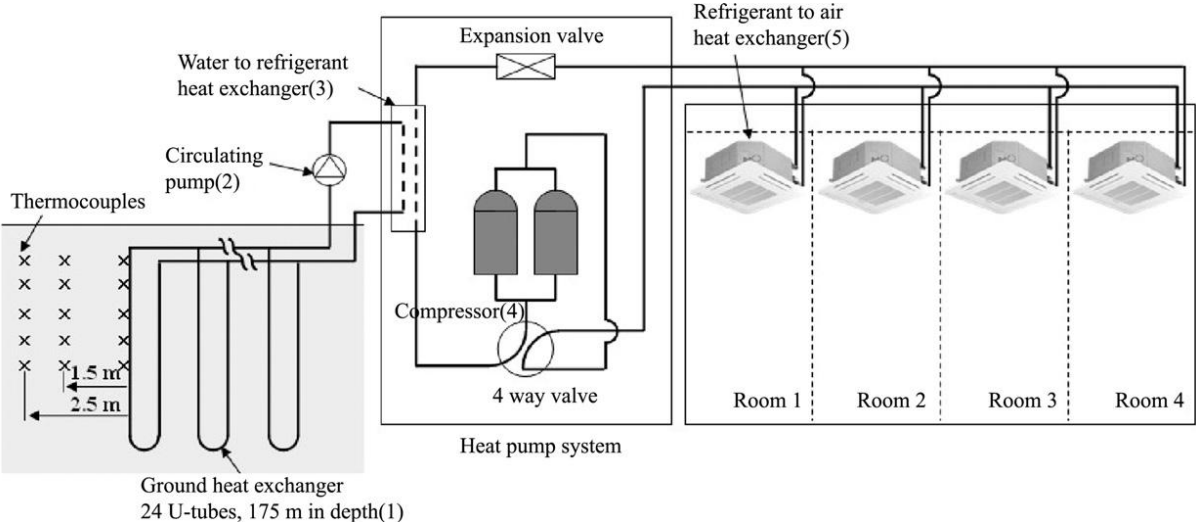 Refrigerant to air
heat exchanger(5)
Expansion valve
Water to refrigerant
heat exchanger(3)
Circulating
pump(2)
Thermocouples
Compressor(4)
1.5 m
2.5 m
4 way valve
Room 1
Room 2
Room 3
Room 4
Heat pump system
Ground heat exchanger
24 U-tubes, 175 m in depth(1)